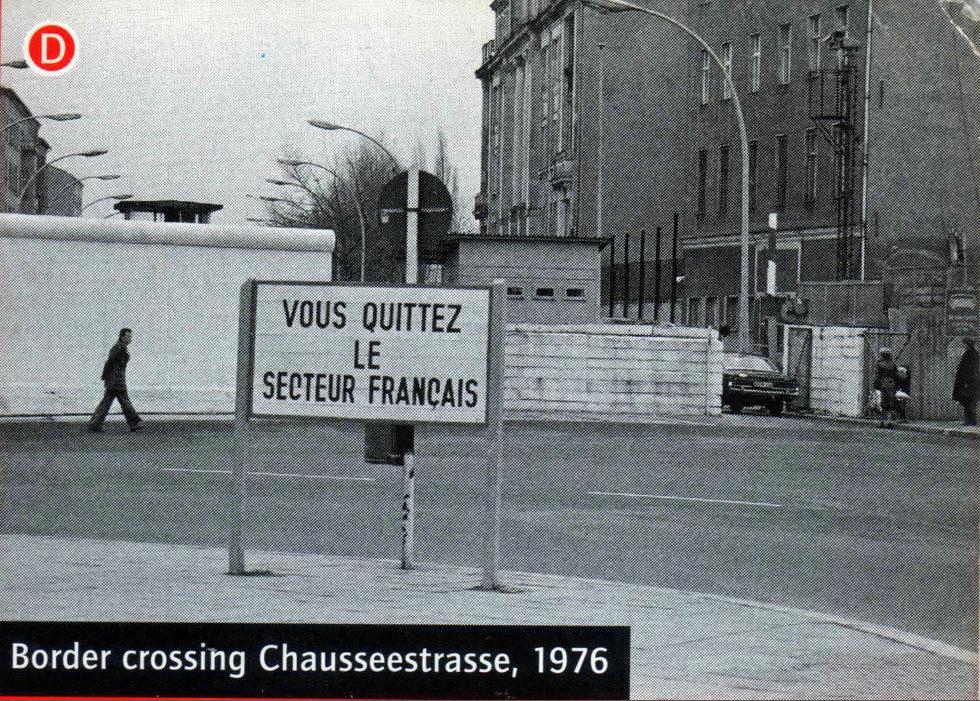 D
VOUS QUITTEZ
LE
SECTEUR FRANÇAIS
Border crossing Chausseestrasse, 1976